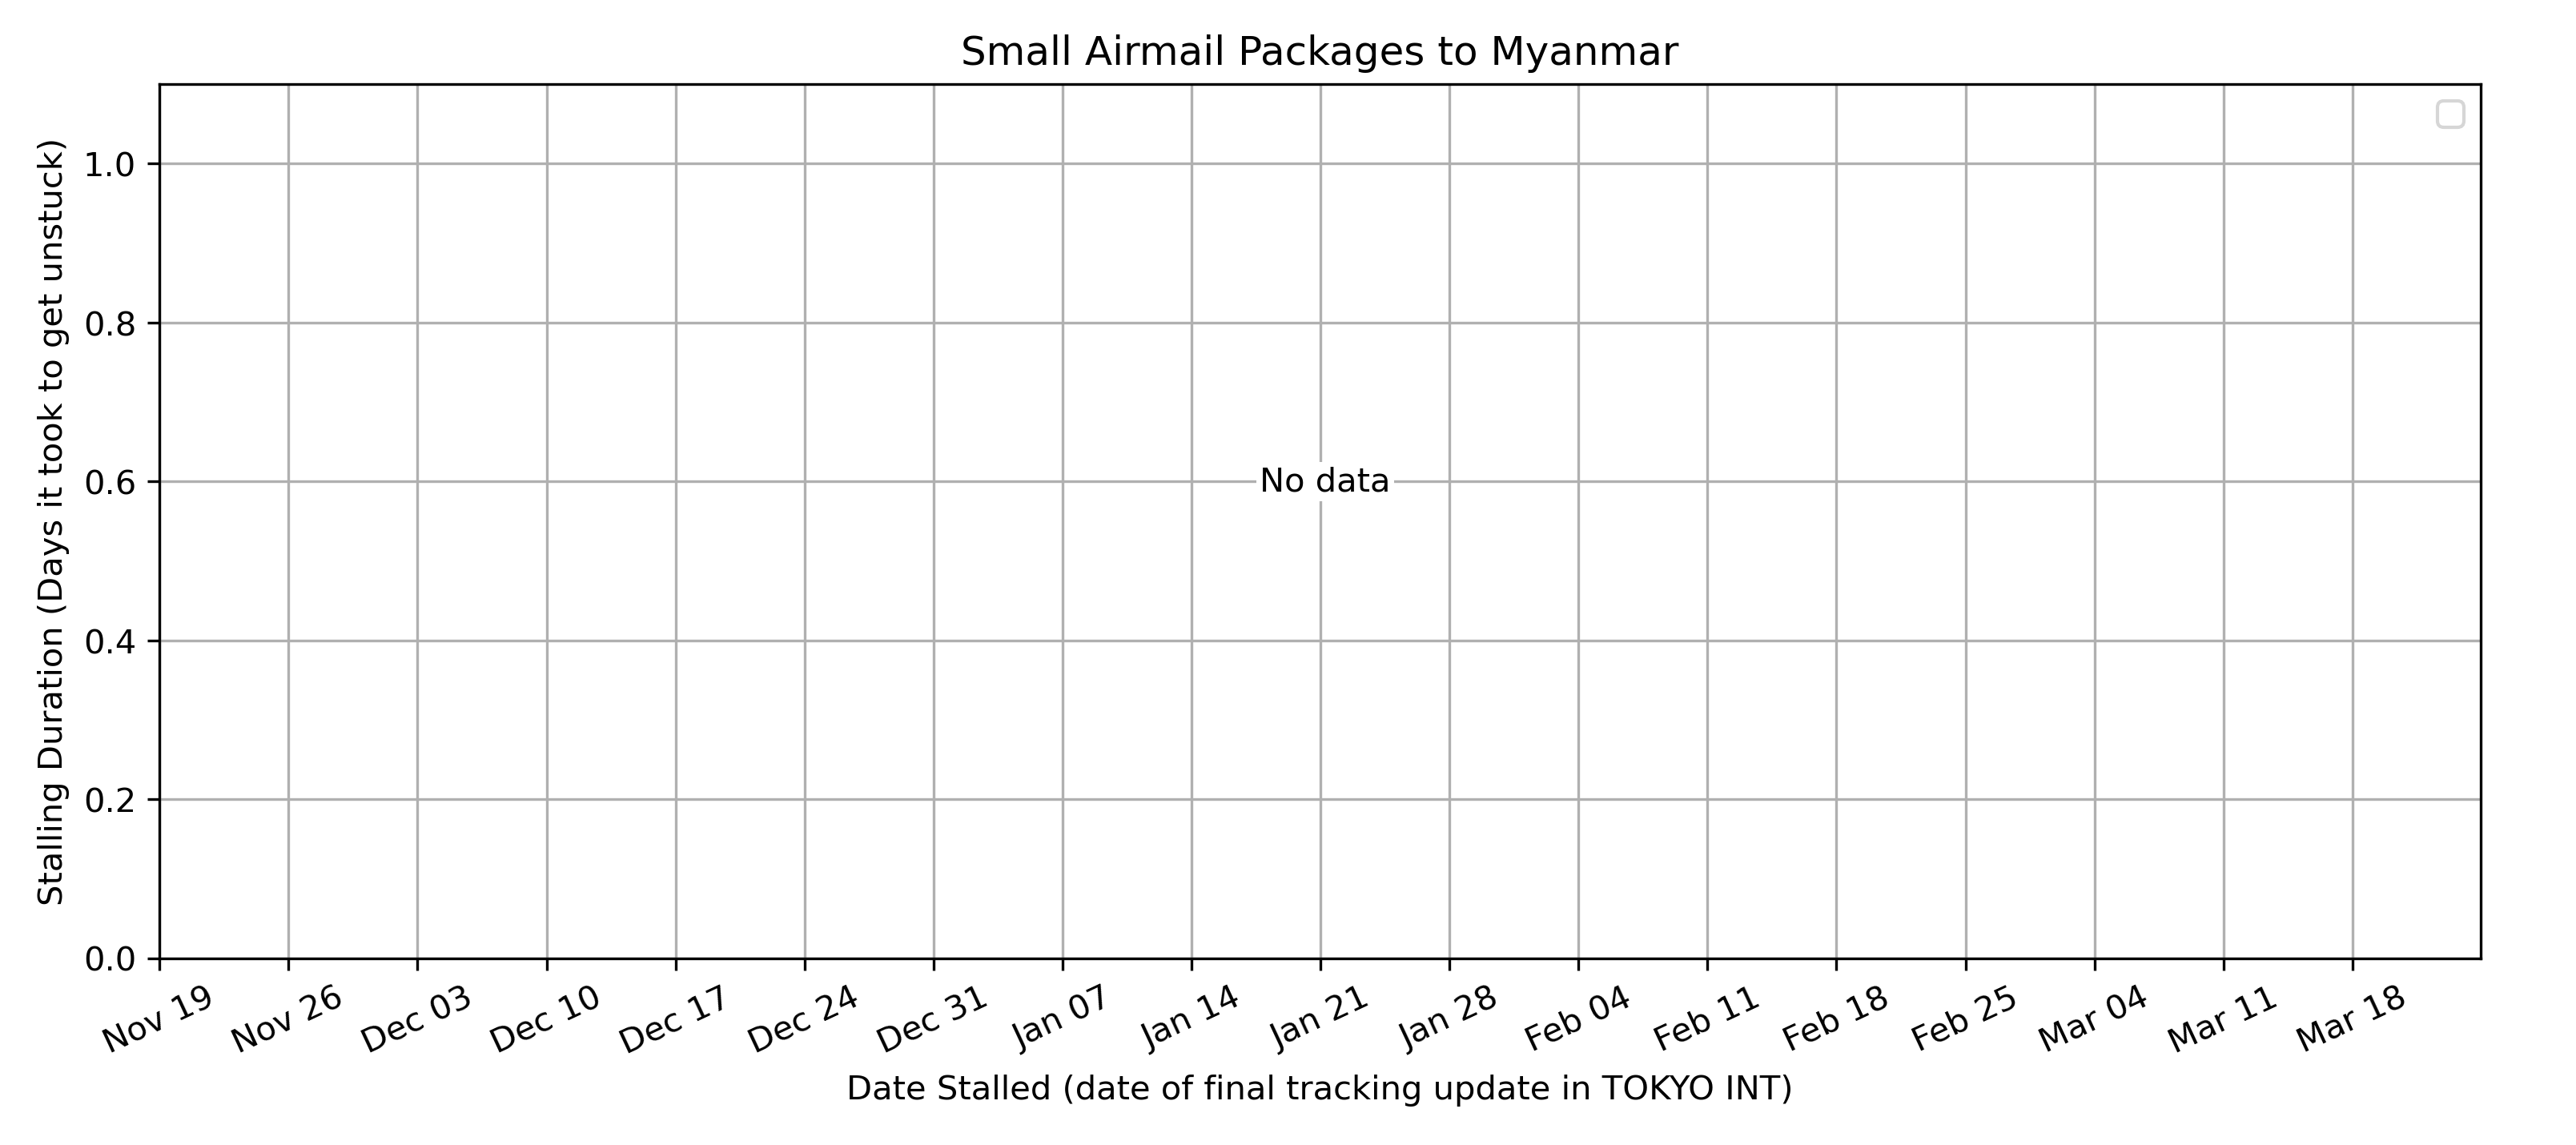 Small Airmail Packages to Myanmar
Stalling Duration (Days it took to get unstuck)
1.0
0.8
0.6
0.4
0.2
0.0
No data
Nov 19
Nov 26
Dec 03
Dec 10
Dec 17
Dec 24
Dec 31
Jan 07
Jan 14
Jan 21
Jan 28
Feb 04
Feb 11
Feb 18
Feb 25
Mar 04
Mar 11
Mar 18
Date Stalled (date of final tracking update in TOKYO INT)